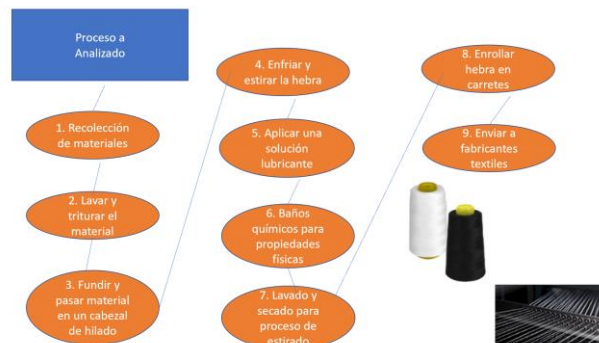 Proceso a
Analizado
1. Recolección
de materiales
2. Lavar y
triturar el
material
3. Fundir y
pasar material
en un cabezal
de hilado
4. Enfriar y
estirar la hebra
5. Aplicar una
solución
lubricante
6. Baños
químicos para
propiedades
físicas
7. Lavado y
secado para
proceso de
estirado
8. Enrollar
hebra en
carretes
9. Enviar a
fabricantes
textiles